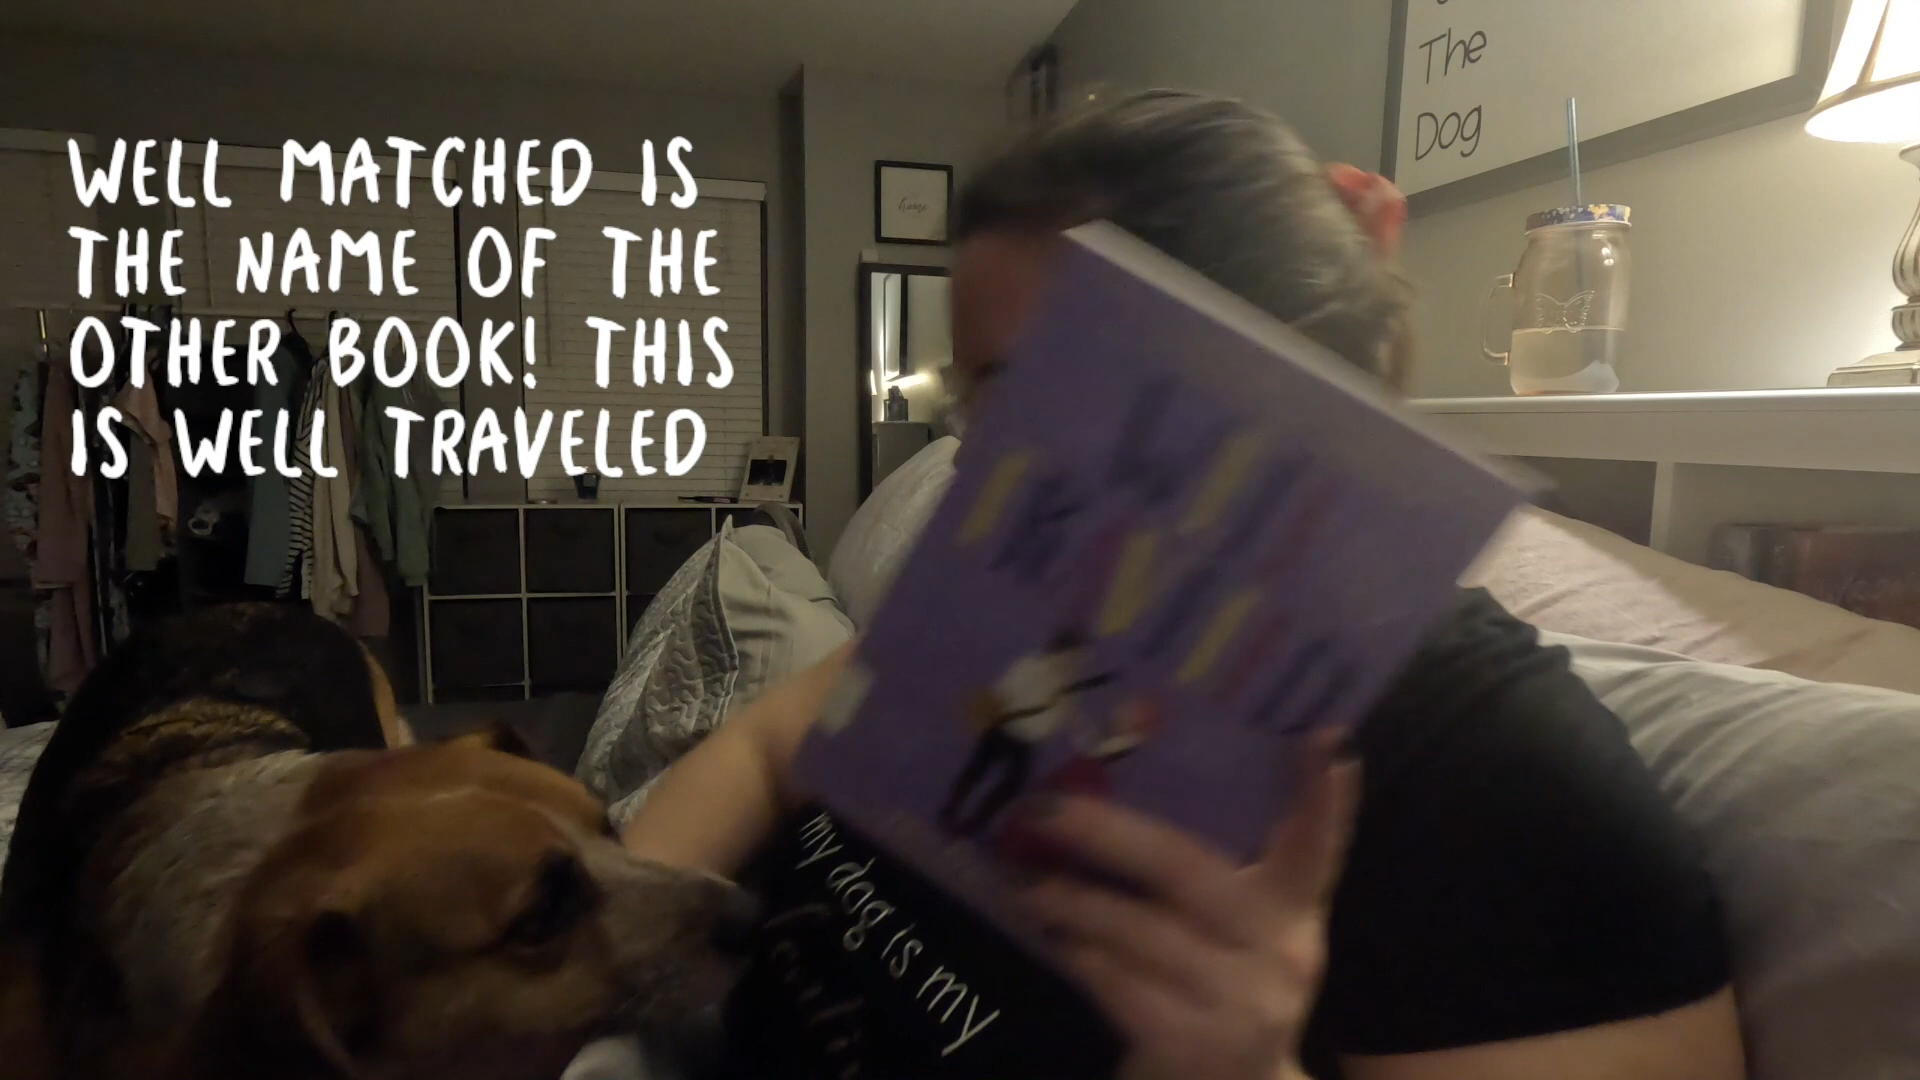 WELL MATCHED IS
THE NAME OF THE
OTHER BOOK! THIS
IS WELL TRAVELED
The
Dog
home
my dog is my